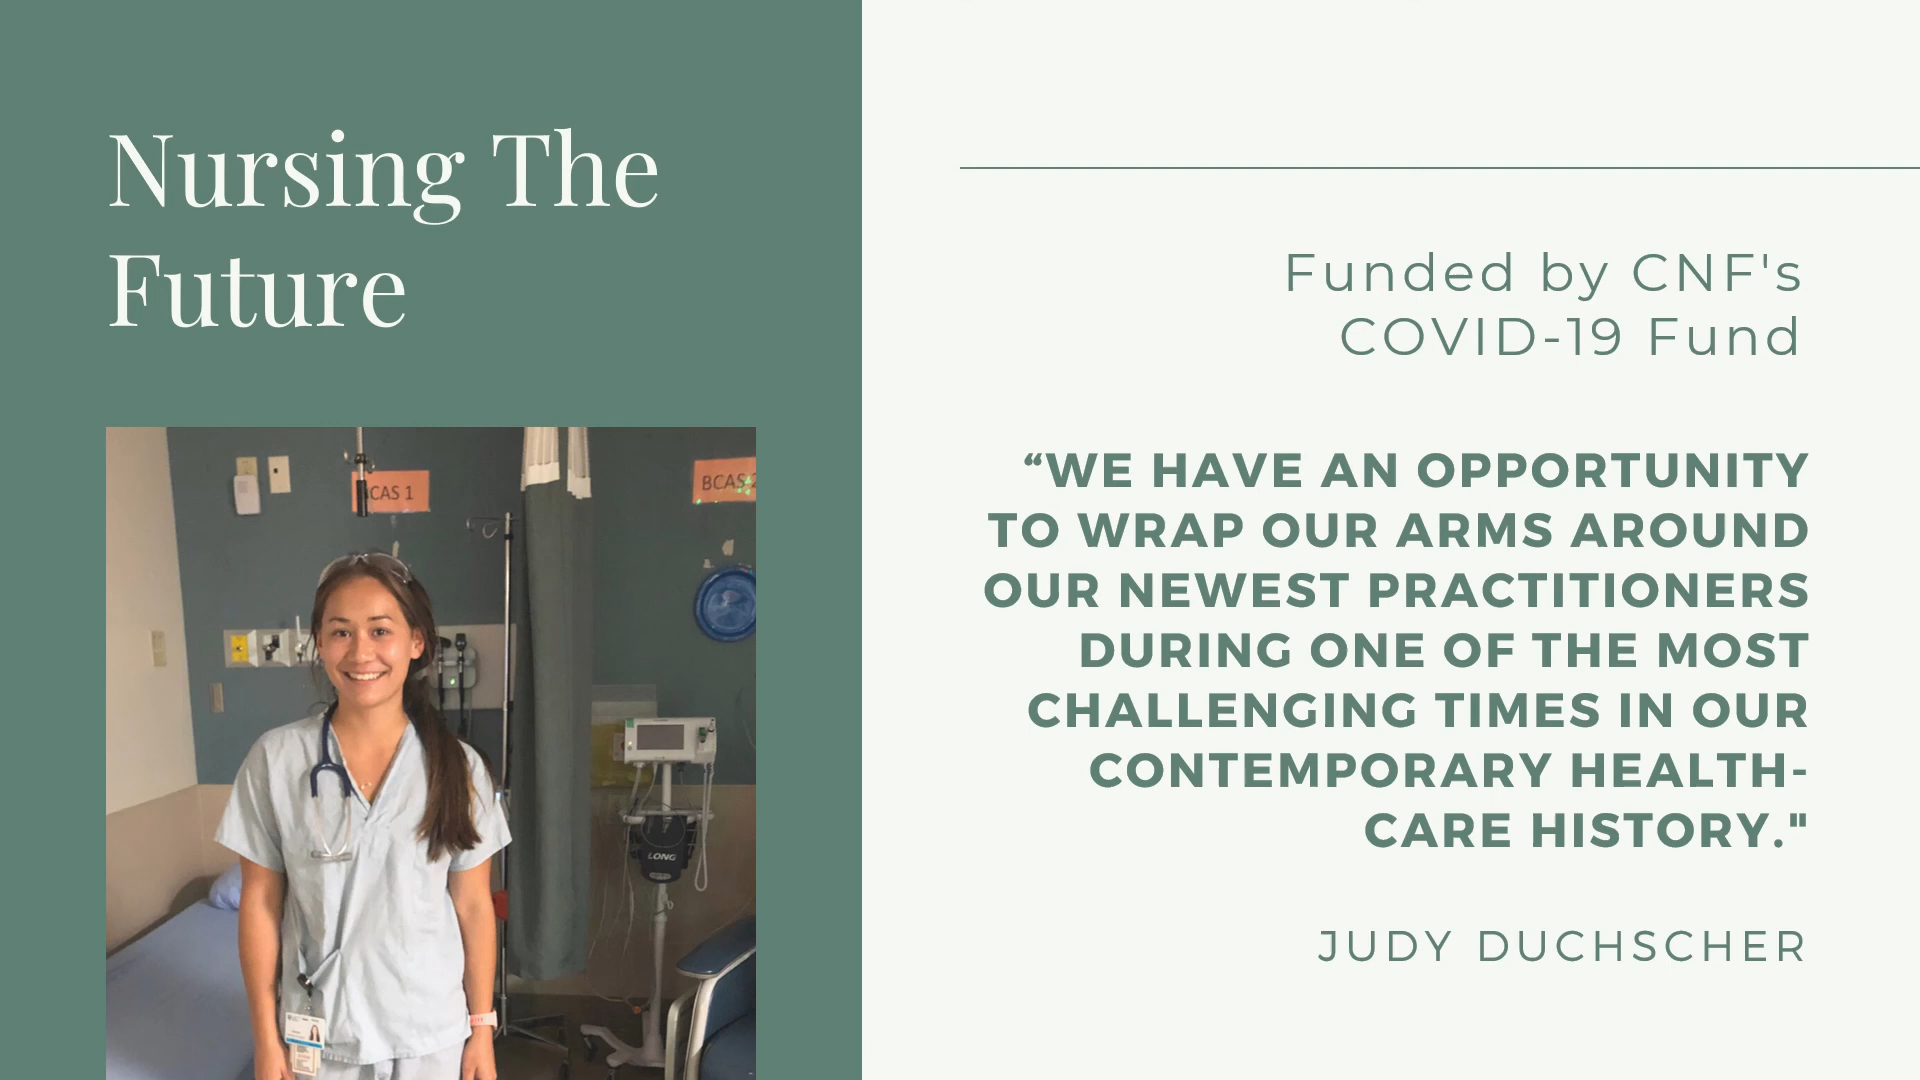 Nursing The
Future
BCAS
LONG
Funded by CNF's
COVID-19 Fund
“WE HAVE AN OPPORTUNITY
TO WRAP OUR ARMS AROUND
OUR NEWEST PRACTITIONERS
DURING ONE OF THE MOST
CHALLENGING TIMES IN OUR
CONTEMPORARY HEALTH-
CARE HISTORY."
JUDY DUCHSCHER